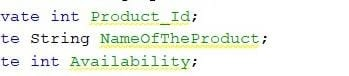 vate int Product_Id;
te String NameOfTheProduct;
te int Availability;